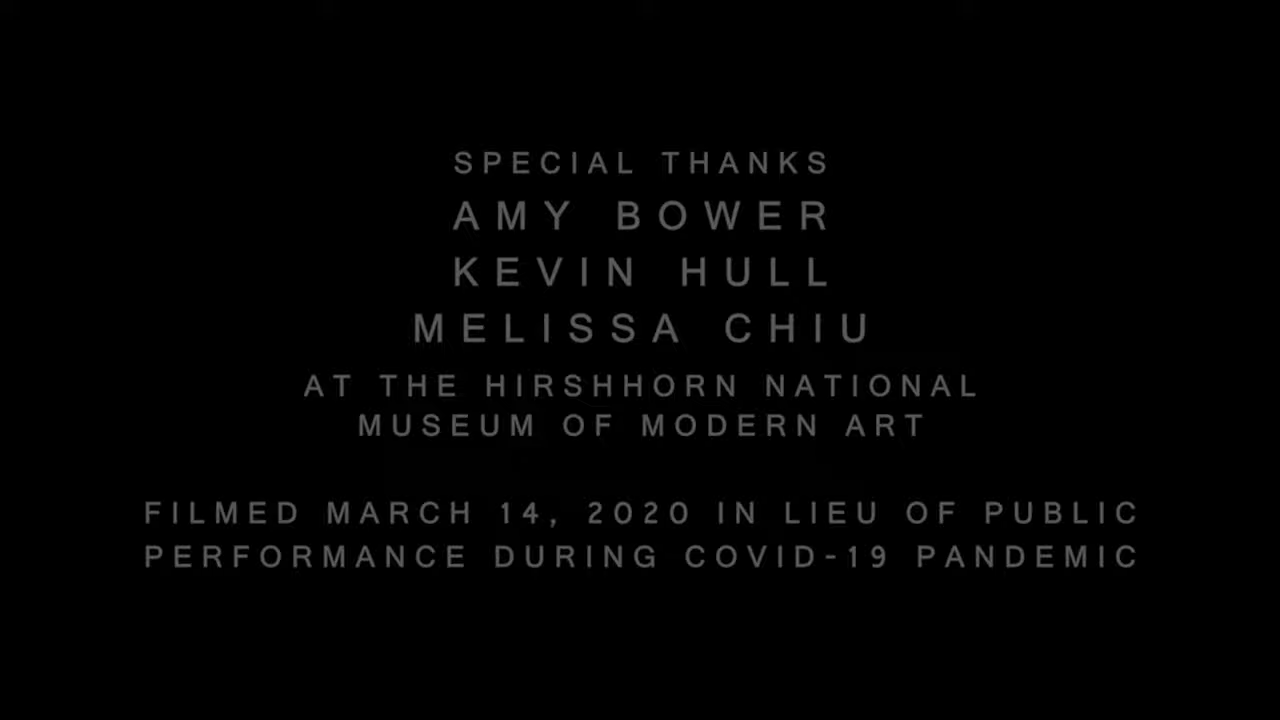 SPECIAL THANKS
AMY BOWER
KEVIN HULL
MELISSA CHIU
AT THE HIRSHHORN NATIONAL
MUSEUM OF MODERN ART
FILMED MARCH 14, 2020 IN LIEU OF PUBLIC
PERFORMANCE DURING COVID-19 PANDEMIC